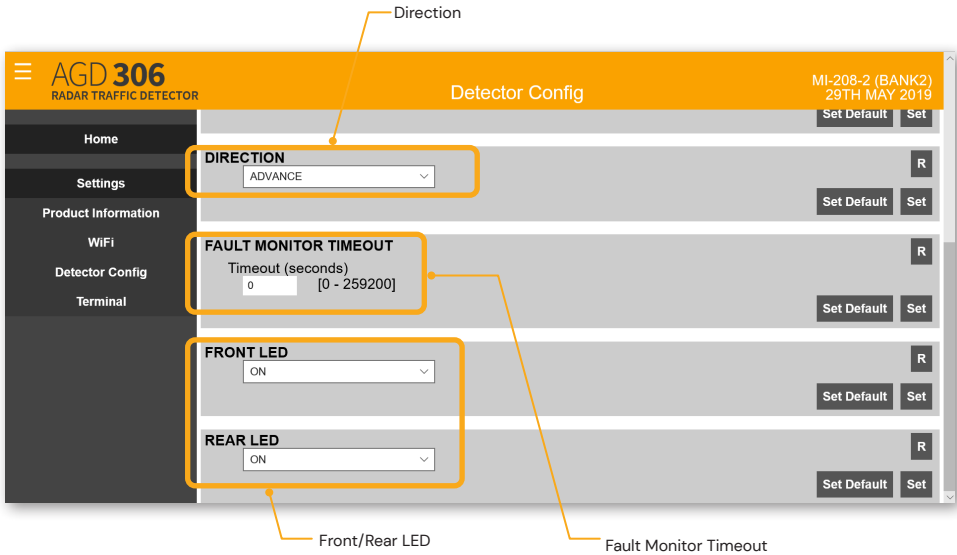 Direction
AGD 306
RADAR TRAFFIC DETECTOR
Detector Config
MI-208-2 (BANK2)
29TH MAY 2019
Set Default Set
Home
Settings
Product Information
WiFi
Detector Config
Terminal
DIRECTION
ADVANCE
R
Set Default Set
FAULT MONITOR TIMEOUT
R
Timeout (seconds)
0 [0 - 259200]
Set Default Set
FRONT LED
R
ON
Set Default Set
REAR LED
R
ON
Set Default Set
Front/Rear LED
Fault Monitor Timeout